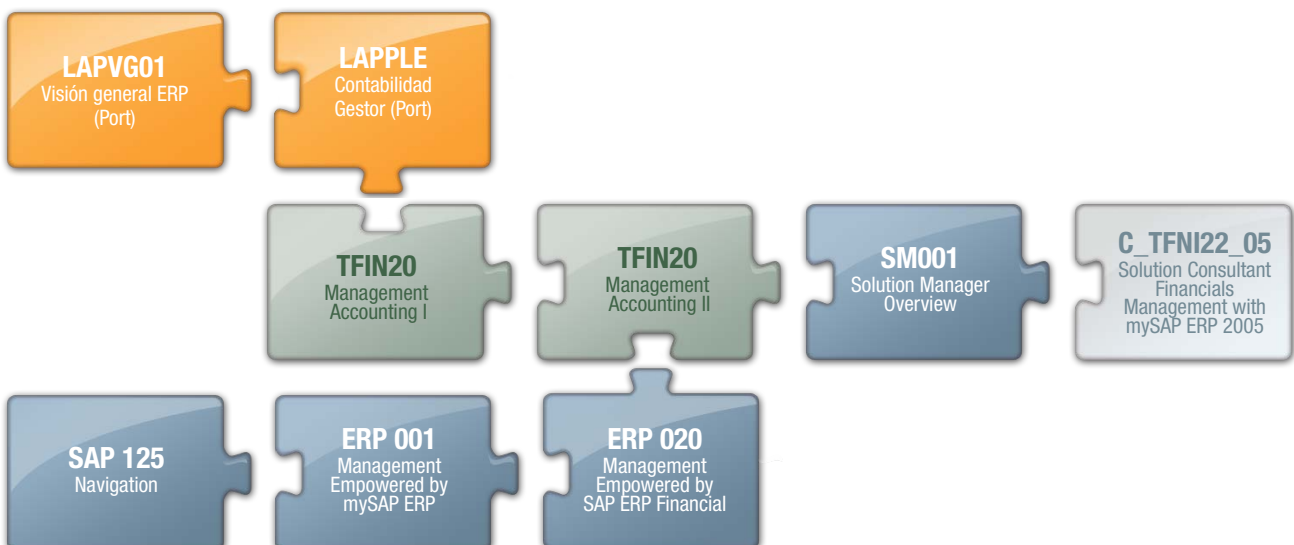 LAPVG01
Visión general ERP
(Port)
LAPPLE
Contabilidad
Gestor (Port)
TFIN20
Management
Accounting I
TFIN20
Management
Accounting II
SM001
Solution Manager
Overview
C_TFNI22_05
Solution Consultant
Financials
Management with
mySAP ERP 2005
SAP 125
Navigation
ERP 001
Management
Empowered by
mySAP ERP
ERP 020
Management
Empowered by
SAP ERP Financial